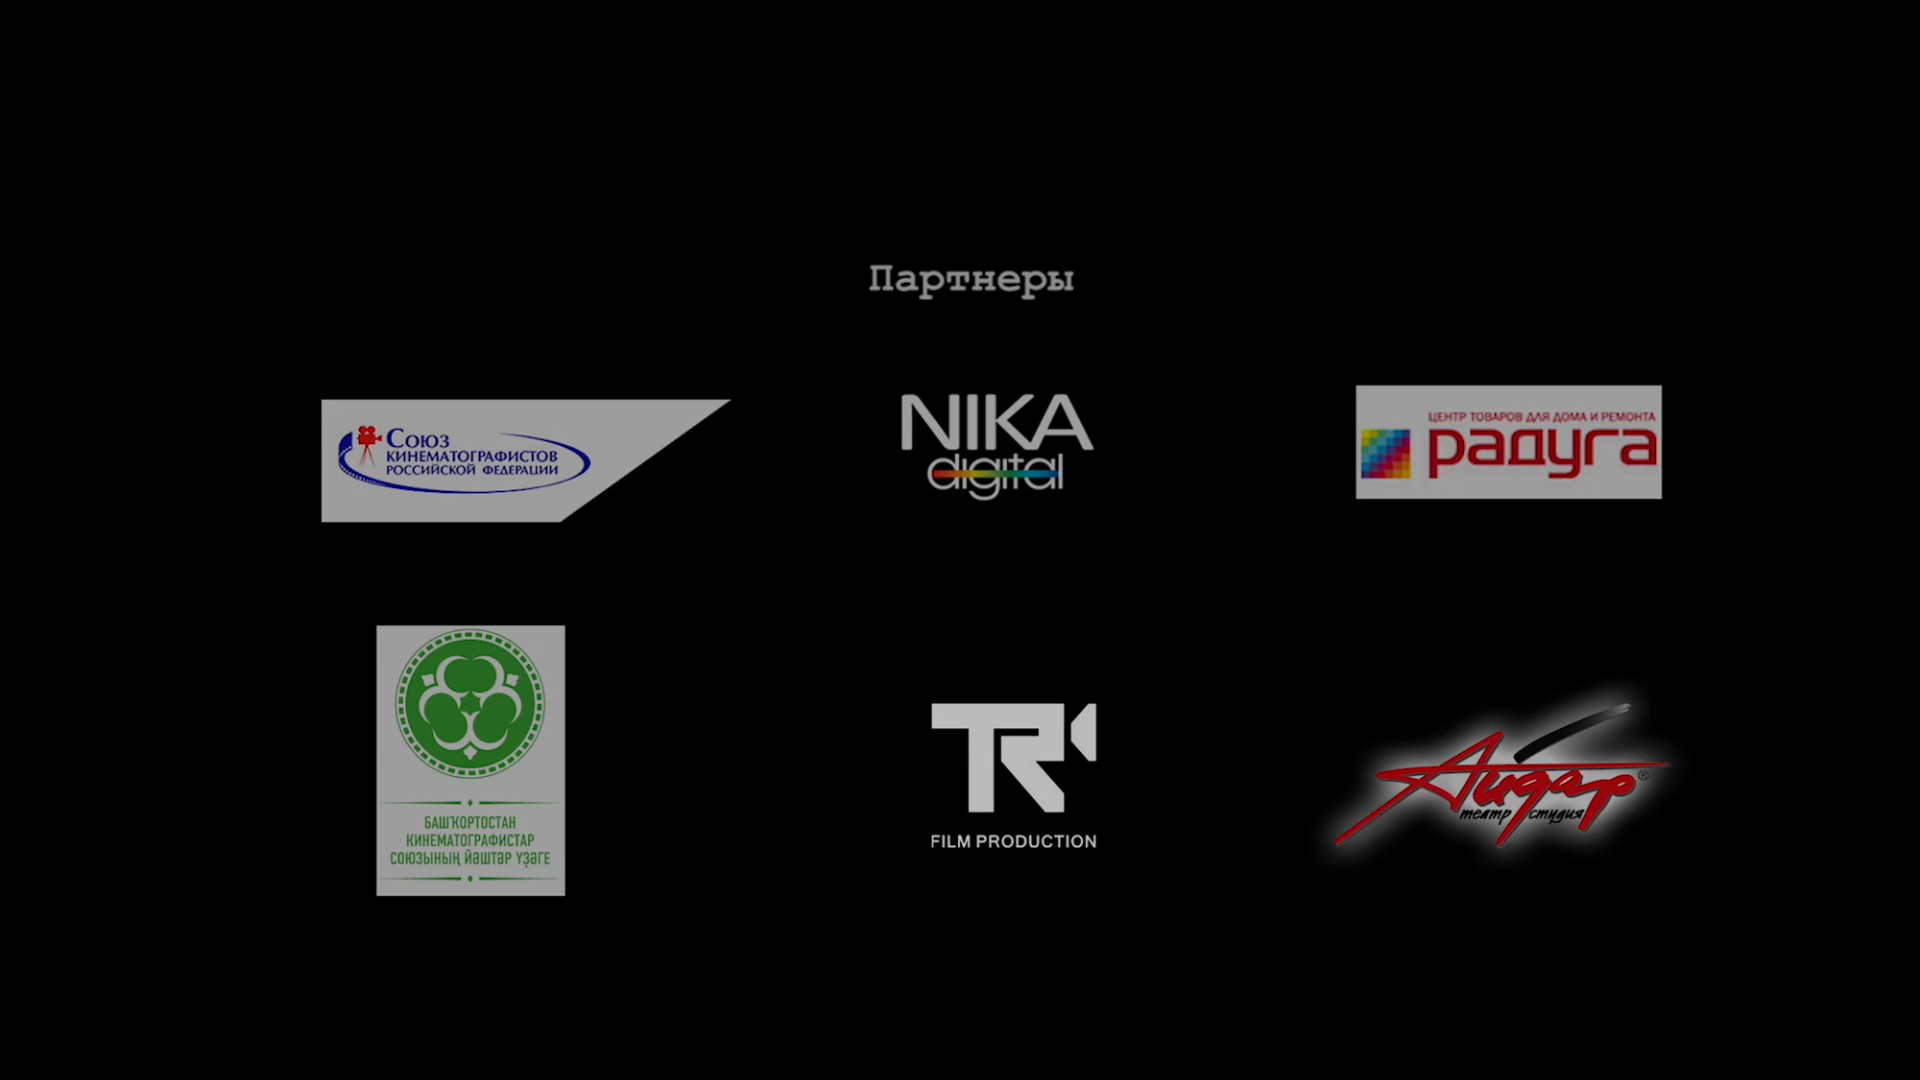 Партнеры
Союз
кинематографистов
Российской Федерации
NIKA
digital
ЦЕНТР ТОВАРОВ ДЛЯ ДОМА И РЕМОНТА
Радуга
БАШҠОРТОСТАН
КИНЕМАТОГРАФИСТАР
СОЮЗЫНЫҢ ЙӘШТӘР ҮҘӘГЕ
TR
FILM PRODUCTION
Айдар ®
театр студия